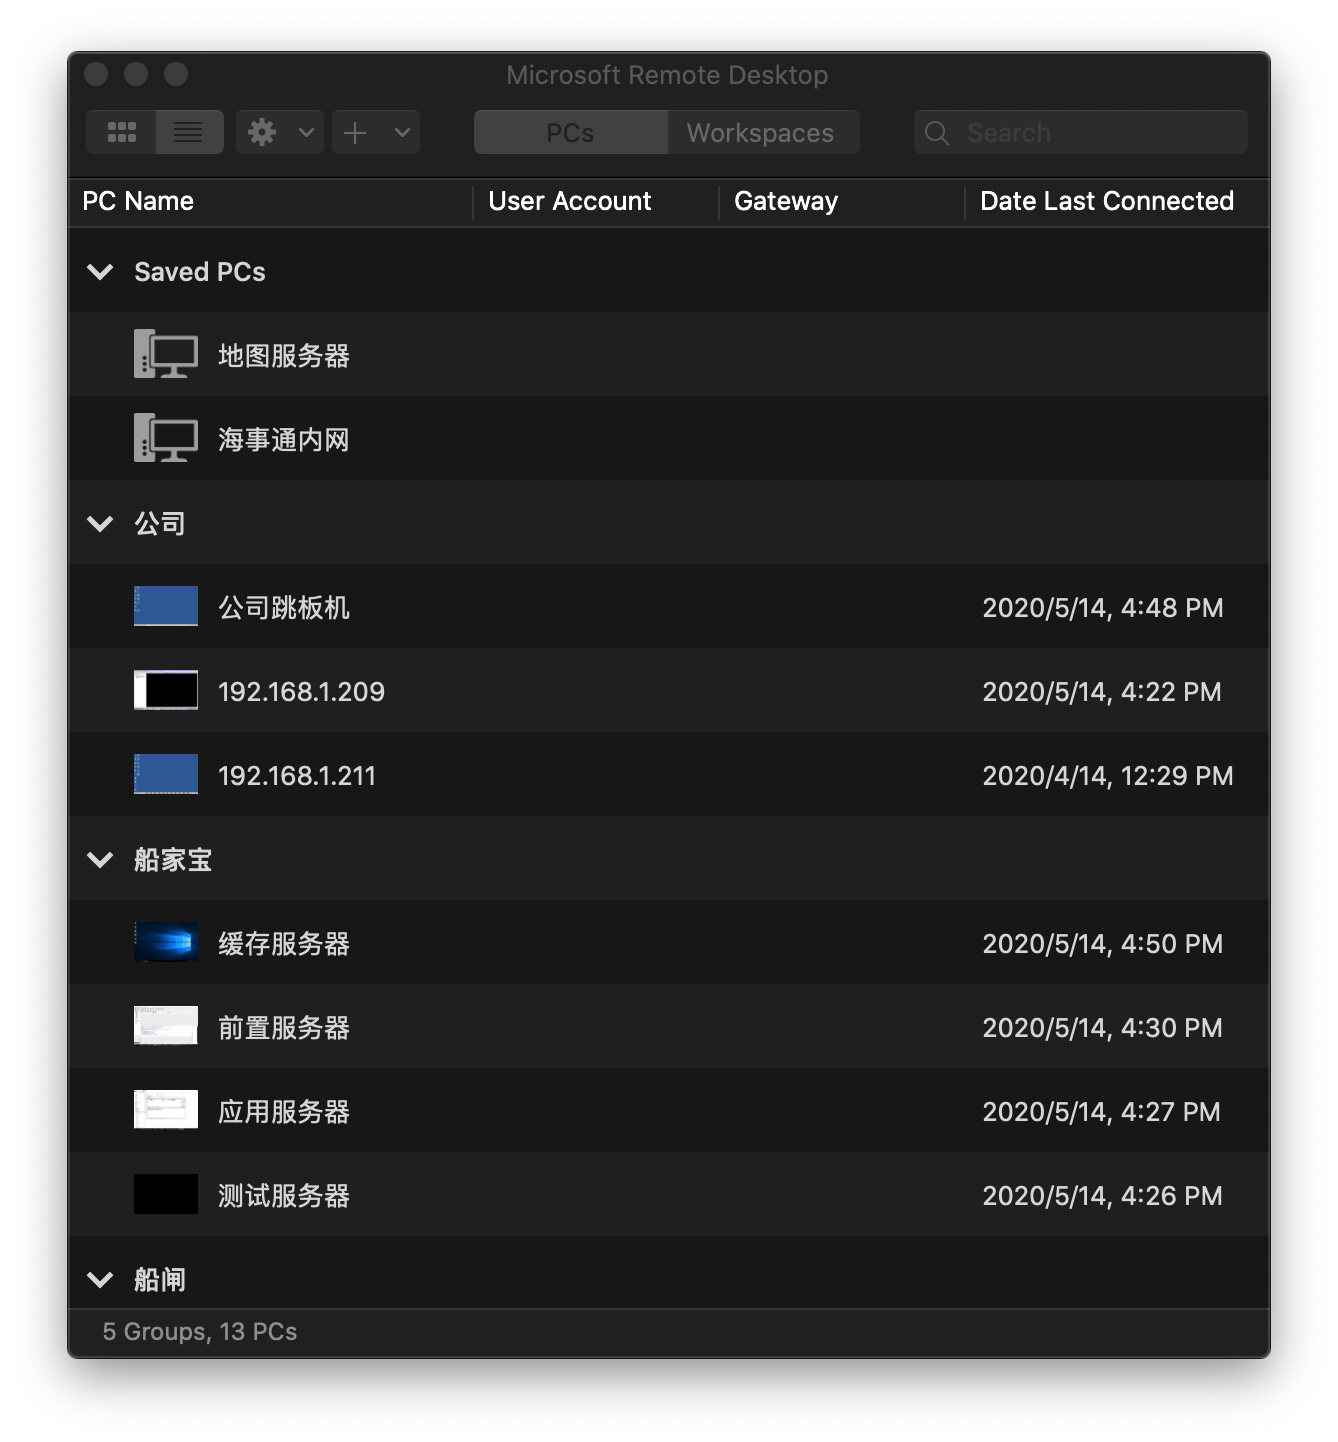 Microsoft Remote Desktop
PCs Workspaces Search
PC Name User Account Gateway Date Last Connected
Saved PCs
地图服务器
海事通内网
公司
公司跳板机 2020/5/14, 4:48 PM
192.168.1.209 2020/5/14, 4:22 PM
192.168.1.211 2020/4/14, 12:29 PM
船家宝
缓存服务器 2020/5/14, 4:50 PM
前置服务器 2020/5/14, 4:30 PM
应用服务器 2020/5/14, 4:27 PM
测试服务器 2020/5/14, 4:26 PM
船闸
5 Groups, 13 PCs